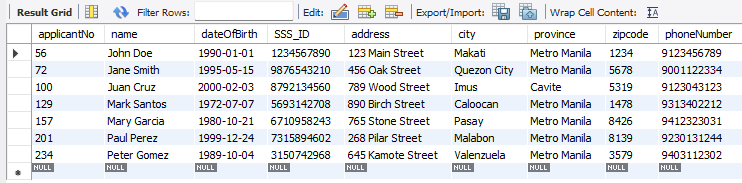 Result Grid Filter Rows: Edit: Export/Import: Wrap Cell Content:
applicantNo name dateOfBirth SSS_ID address city province zipcode phoneNumber
56 John Doe 1990-01-01 1234567890 123 Main Street Makati Metro Manila 1234 9123456789
72 Jane Smith 1995-05-15 9876543210 456 Oak Street Quezon City Metro Manila 5678 9001122334
100 Juan Cruz 2000-02-03 8792134560 789 Wood Street Imus Cavite 5319 9123043123
129 Mark Santos 1972-07-07 5693142708 890 Birch Street Caloocan Metro Manila 1478 9313402212
157 Mary Garcia 1980-10-21 6710958243 765 Stone Street Pasay Metro Manila 8426 9412323031
201 Paul Perez 1999-12-24 7315894602 268 Pilar Street Malabon Metro Manila 8139 9230131244
234 Peter Gomez 1989-10-04 3150742968 645 Kamote Street Valenzuela Metro Manila 3579 9403112302
NULL NULL NULL NULL NULL NULL NULL NULL NULL